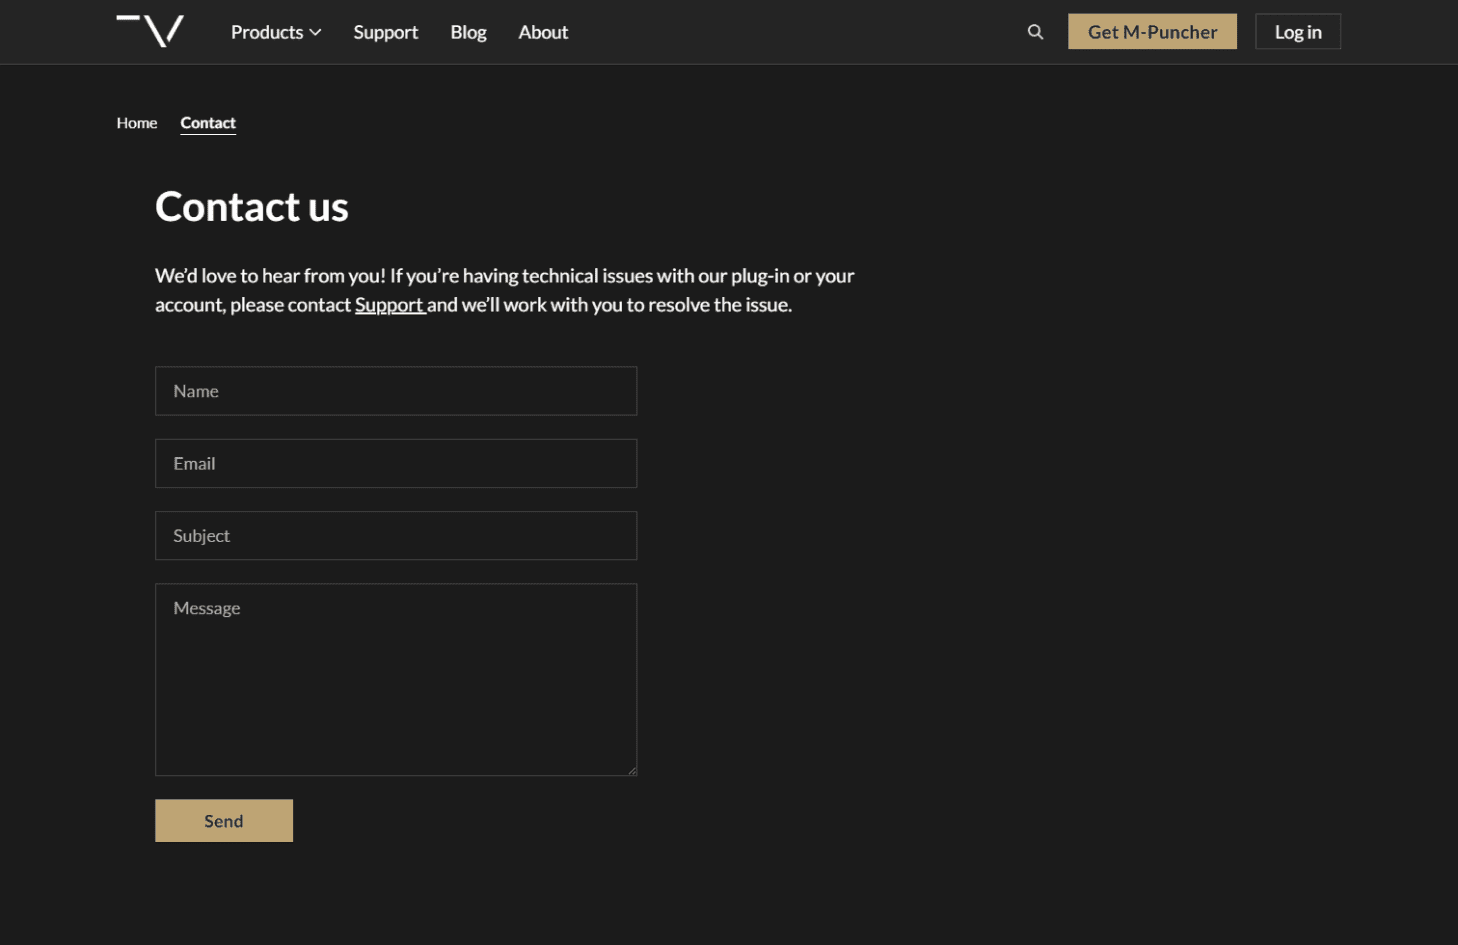 Products Support Blog About Get M-Puncher Log in
Home Contact
Contact us
We’d love to hear from you! If you’re having technical issues with our plug-in or your
account, please contact Support and we’ll work with you to resolve the issue.
Name
Email
Subject
Message
Send